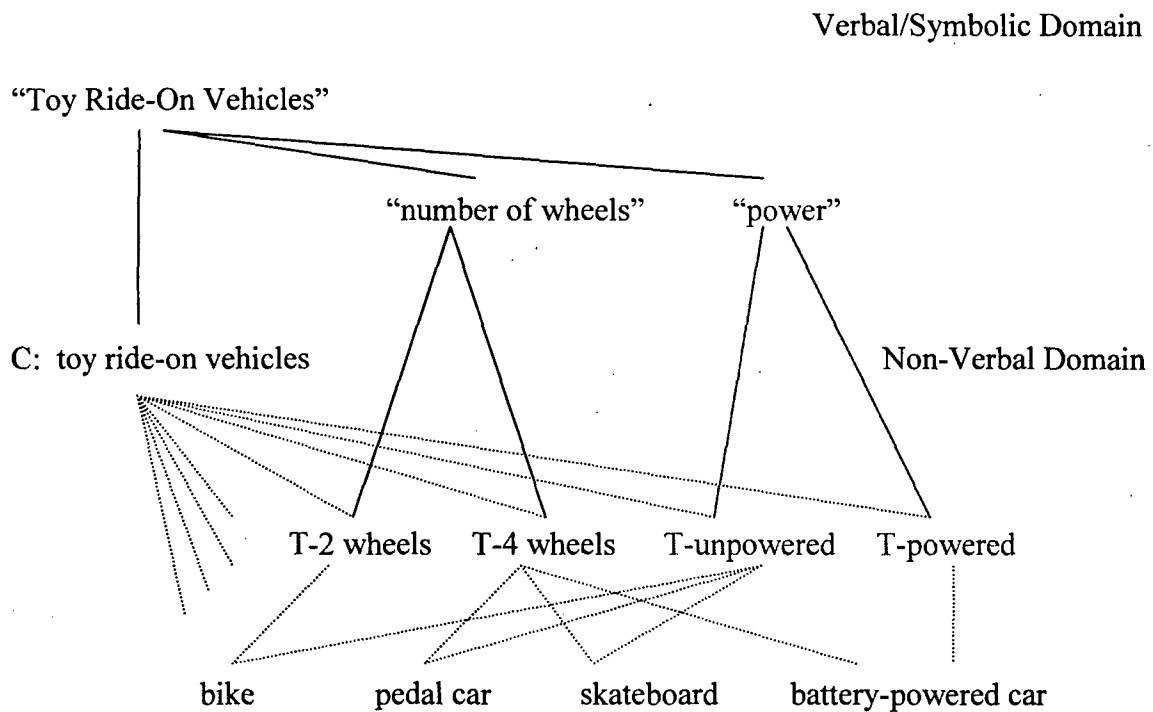 Verbal/Symbolic Domain
“Toy Ride-On Vehicles”
“number of wheels” “power”
C: toy ride-on vehicles Non-Verbal Domain
T-2 wheels T-4 wheels T-unpowered T-powered
bike pedal car skateboard battery-powered car